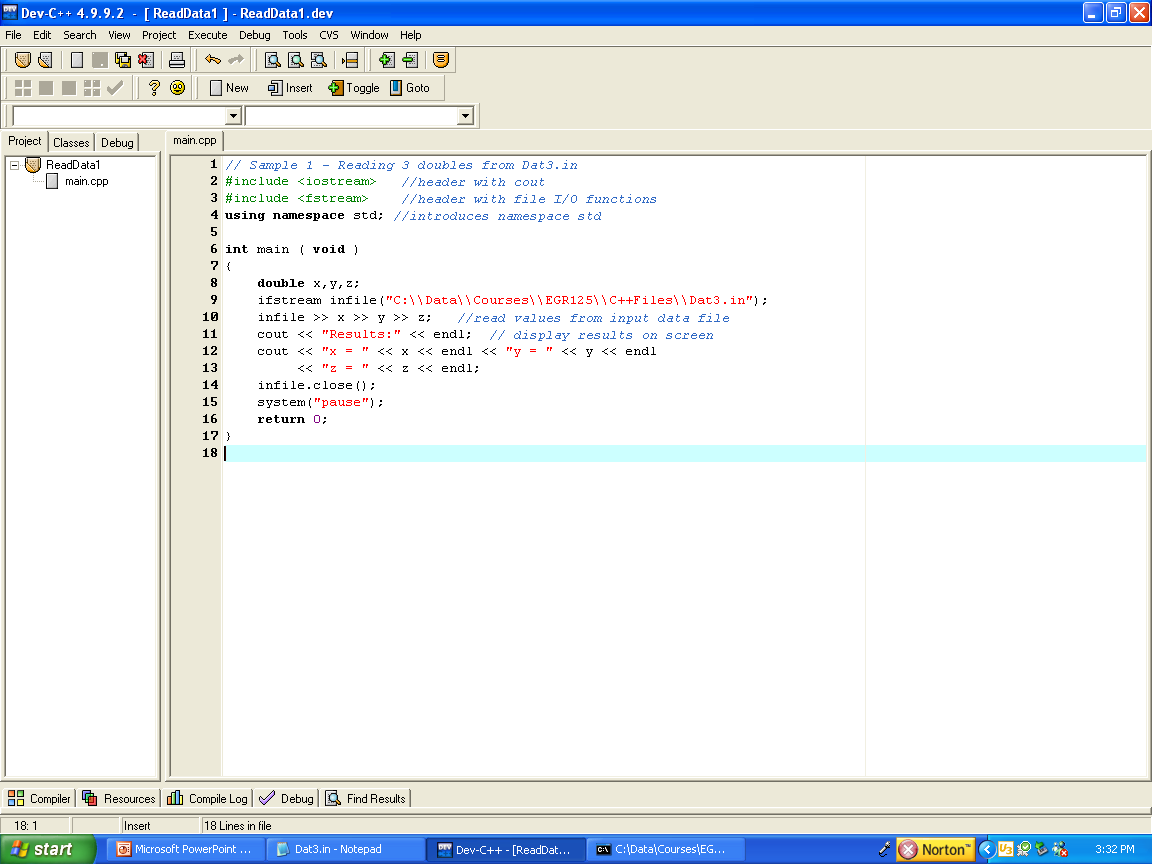 Dev-C++ 4.9.9.2 - [ ReadData1 ] - ReadData1.dev
File Edit Search View Project Execute Debug Tools CVS Window Help
New Insert Toggle Goto
Project Classes Debug
main.cpp
ReadData1
main.cpp
1 // Sample 1 - Reading 3 doubles from Dat3.in
2 #include <iostream> //header with cout
3 #include <fstream> //header with file I/O functions
4 using namespace std; //introduces namespace std
5
6 int main ( void )
7 {
8 double x,y,z;
9 ifstream infile("C:\\Data\\Courses\\EGR125\\C++Files\\Dat3.in");
10 infile >> x >> y >> z; //read values from input data file
11 cout << "Results:" << endl; // display results on screen
12 cout << "x = " << x << endl << "y = " << y << endl
13 << "z = " << z << endl;
14 infile.close();
15 system("pause");
16 return 0;
17 }
18
Compiler Resources Compile Log Debug Find Results
18: 1 Insert 18 Lines in file
start Microsoft PowerPoint ... Dat3.in - Notepad Dev-C++ - [ReadDat... C:\Data\Courses\EG... Norton™ U3 3:32 PM